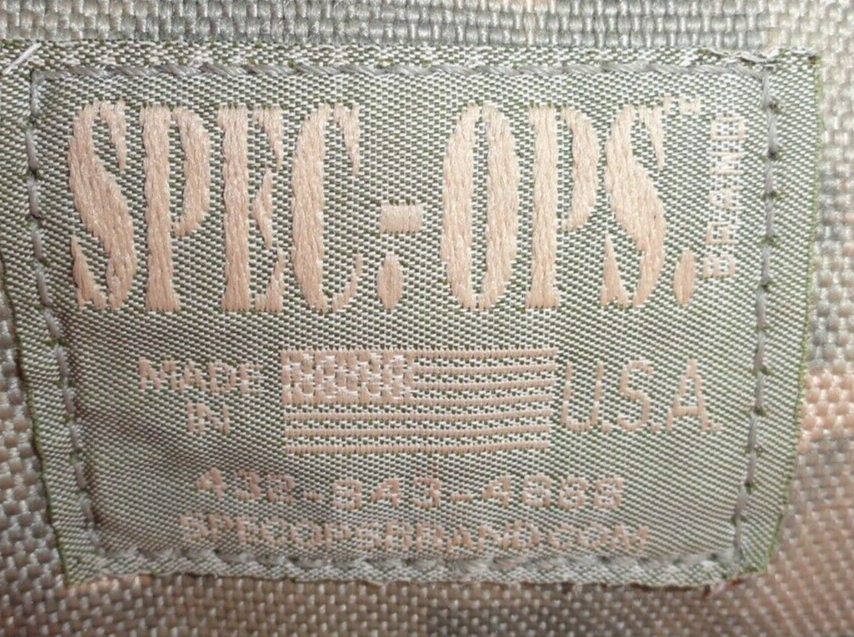 SPEC.-OPS.™
BRAND
MADE
IN
U.S.A.
SPECOPSBRAND.COM